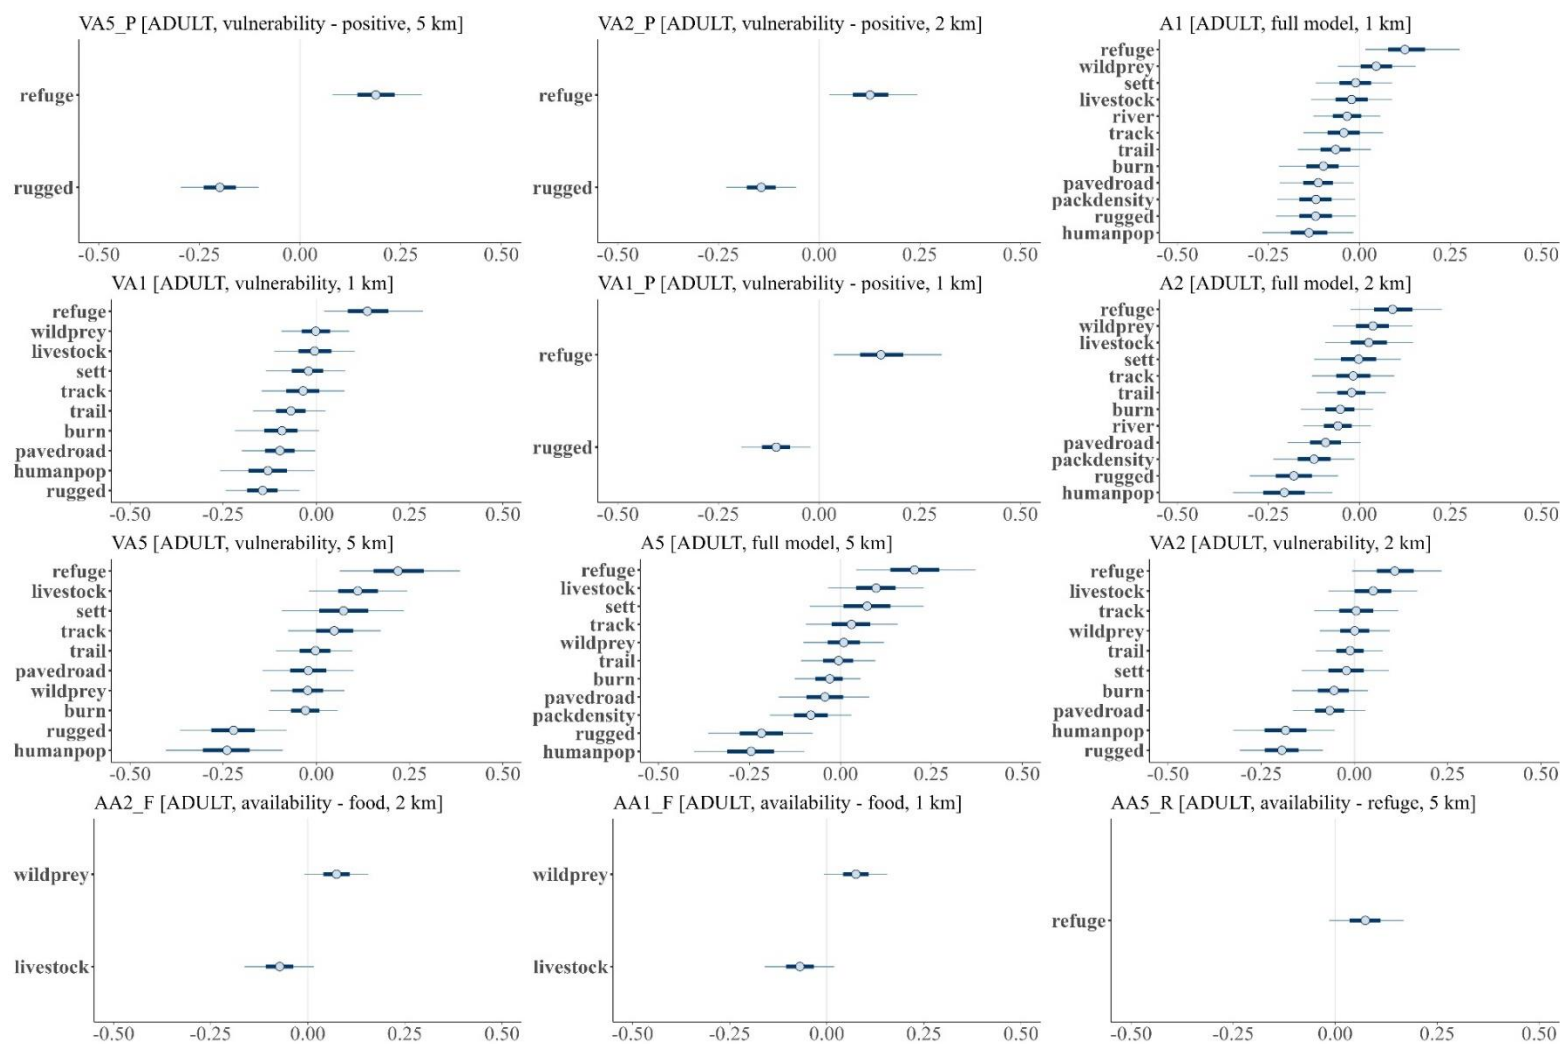 VA5_P [ADULT, vulnerability - positive, 5 km]
refuge
rugged
-0.50 -0.25 0.00 0.25 0.50
VA2_P [ADULT, vulnerability - positive, 2 km]
refuge
rugged
-0.50 -0.25 0.00 0.25 0.50
A1 [ADULT, full model, 1 km]
refuge
wildprey
sett
livestock
river
track
trail
burn
pavedroad
packdensity
rugged
humanpop
-0.50 -0.25 0.00 0.25 0.50
VA1 [ADULT, vulnerability, 1 km]
refuge
wildprey
livestock
sett
track
trail
burn
pavedroad
humanpop
rugged
-0.50 -0.25 0.00 0.25 0.50
VA1_P [ADULT, vulnerability - positive, 1 km]
refuge
rugged
-0.50 -0.25 0.00 0.25 0.50
A2 [ADULT, full model, 2 km]
refuge
wildprey
livestock
sett
track
trail
burn
river
pavedroad
packdensity
rugged
humanpop
-0.50 -0.25 0.00 0.25 0.50
VA5 [ADULT, vulnerability, 5 km]
refuge
livestock
sett
track
trail
pavedroad
wildprey
burn
rugged
humanpop
-0.50 -0.25 0.00 0.25 0.50
A5 [ADULT, full model, 5 km]
refuge
livestock
sett
track
wildprey
trail
burn
pavedroad
packdensity
rugged
humanpop
-0.50 -0.25 0.00 0.25 0.50
VA2 [ADULT, vulnerability, 2 km]
refuge
livestock
track
wildprey
trail
sett
burn
pavedroad
humanpop
rugged
-0.50 -0.25 0.00 0.25 0.50
AA2_F [ADULT, availability - food, 2 km]
wildprey
livestock
-0.50 -0.25 0.00 0.25 0.50
AA1_F [ADULT, availability - food, 1 km]
wildprey
livestock
-0.50 -0.25 0.00 0.25 0.50
AA5_R [ADULT, availability - refuge, 5 km]
refuge
-0.50 -0.25 0.00 0.25 0.50